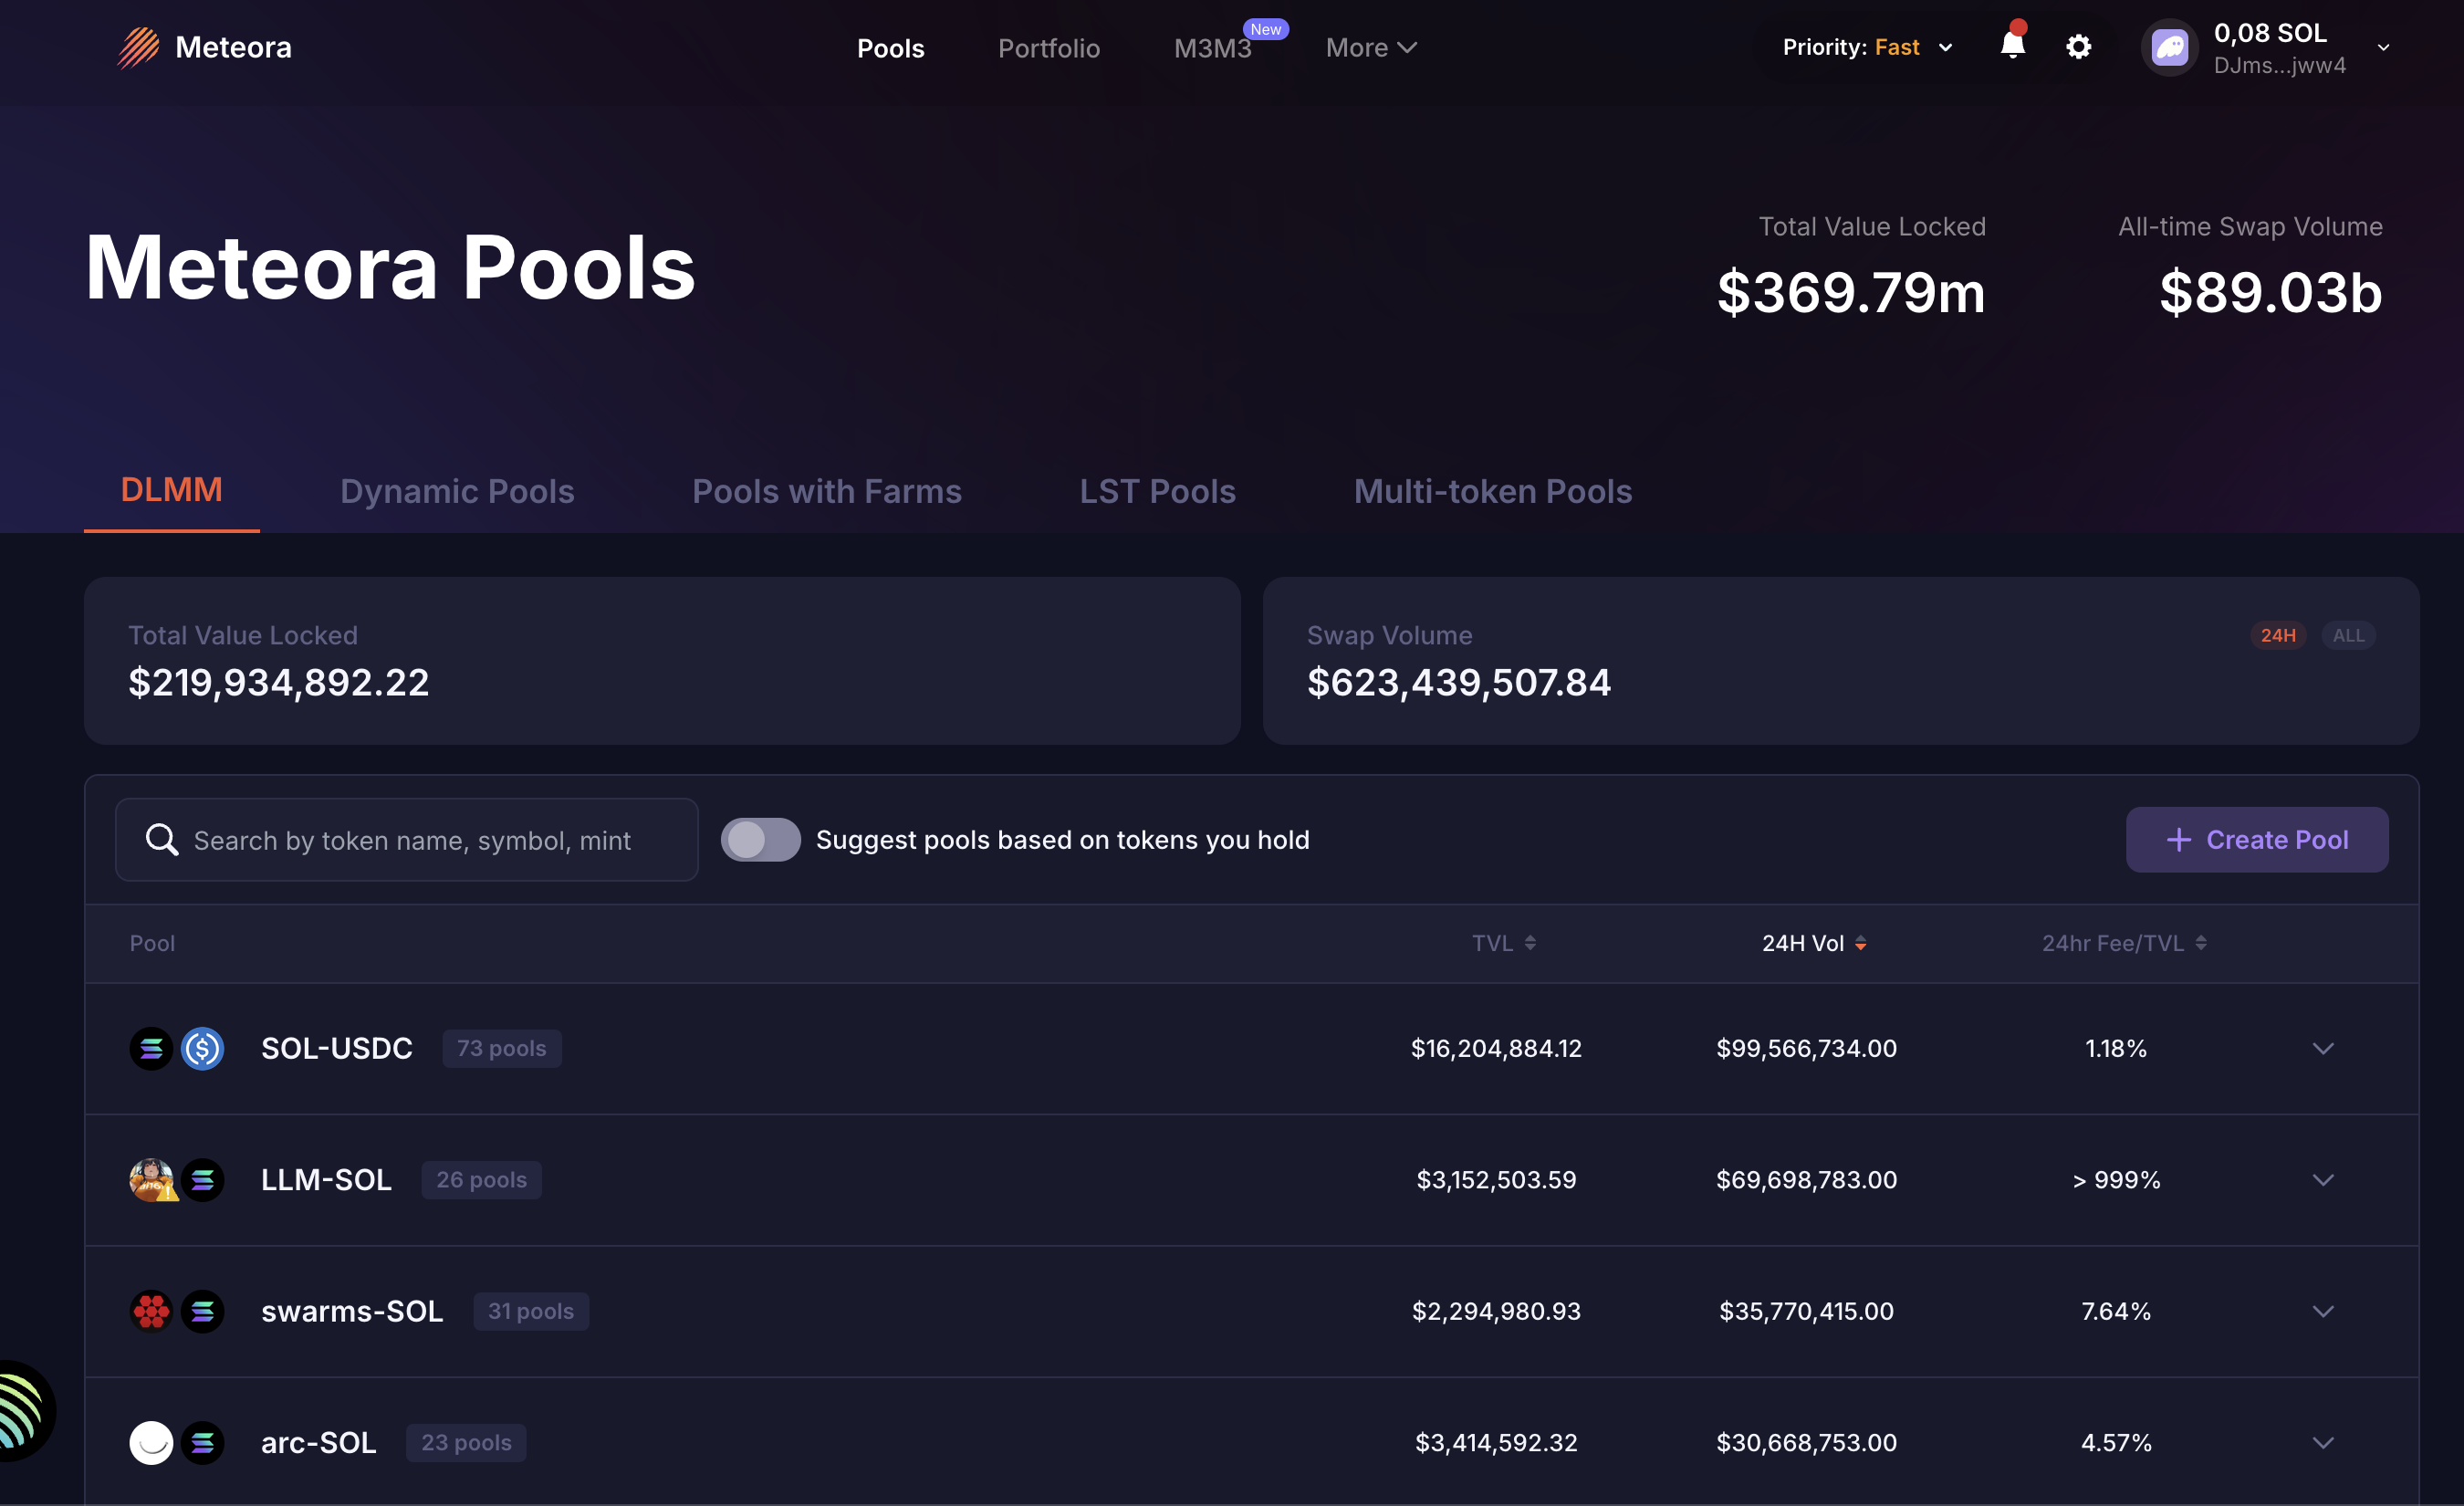 Meteora
Pools
Portfolio
M3M3
New
More
Priority: Fast
0,08 SOL
DJms...jww4
Meteora Pools
Total Value Locked
$369.79m
All-time Swap Volume
$89.03b
DLMM
Dynamic Pools
Pools with Farms
LST Pools
Multi-token Pools
Total Value Locked
$219,934,892.22
Swap Volume
24H
ALL
$623,439,507.84
Search by token name, symbol, mint
Suggest pools based on tokens you hold
+ Create Pool
Pool TVL 24H Vol 24hr Fee/TVL
SOL-USDC 73 pools $16,204,884.12 $99,566,734.00 1.18%
LLM-SOL 26 pools $3,152,503.59 $69,698,783.00 > 999%
swarms-SOL 31 pools $2,294,980.93 $35,770,415.00 7.64%
arc-SOL 23 pools $3,414,592.32 $30,668,753.00 4.57%